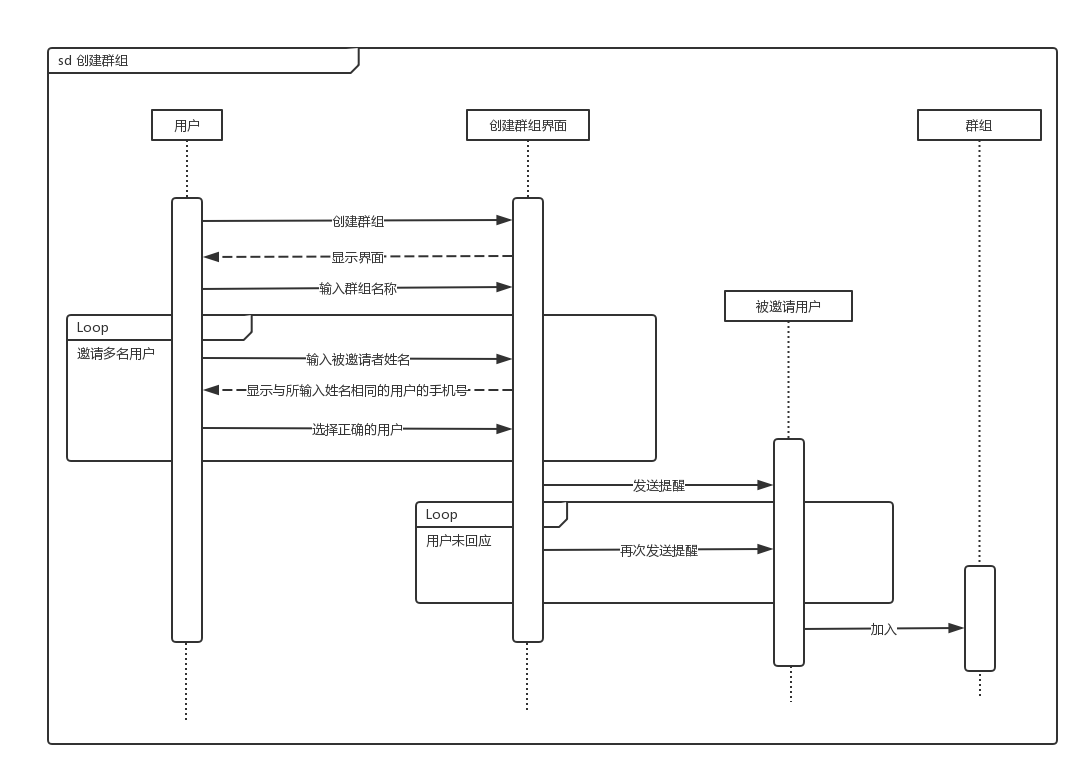 sd 创建群组
用户
创建群组界面
群组
创建群组
显示界面
输入群组名称
被邀请用户
Loop
邀请多名用户
输入被邀请者姓名
显示与所输入姓名相同的用户的手机号
选择正确的用户
发送提醒
Loop
用户未回应
再次发送提醒
加入